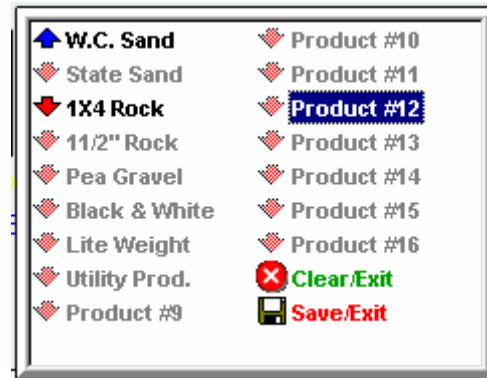 W.C. Sand
State Sand
1X4 Rock
11/2" Rock
Pea Gravel
Black & White
Lite Weight
Utility Prod.
Product #9
Product #10
Product #11
Product #12
Product #13
Product #14
Product #15
Product #16
Clear/Exit
Save/Exit